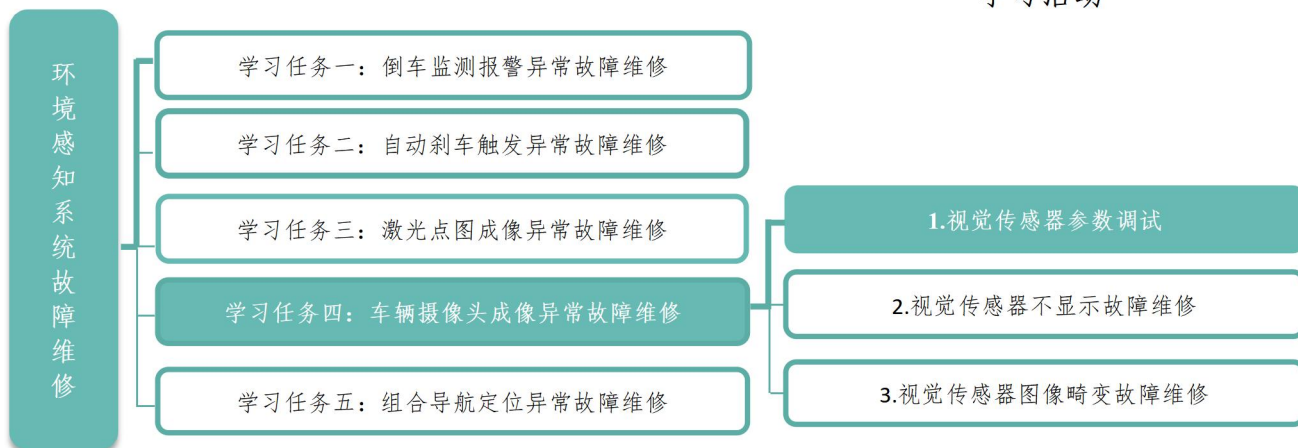 学习活动
环境感知系统故障维修
学习任务一：倒车监测报警异常故障维修
学习任务二：自动刹车触发异常故障维修
学习任务三：激光点图成像异常故障维修
学习任务四：车辆摄像头成像异常故障维修
学习任务五：组合导航定位异常故障维修
1.视觉传感器参数调试
2.视觉传感器不显示故障维修
3.视觉传感器图像畸变故障维修